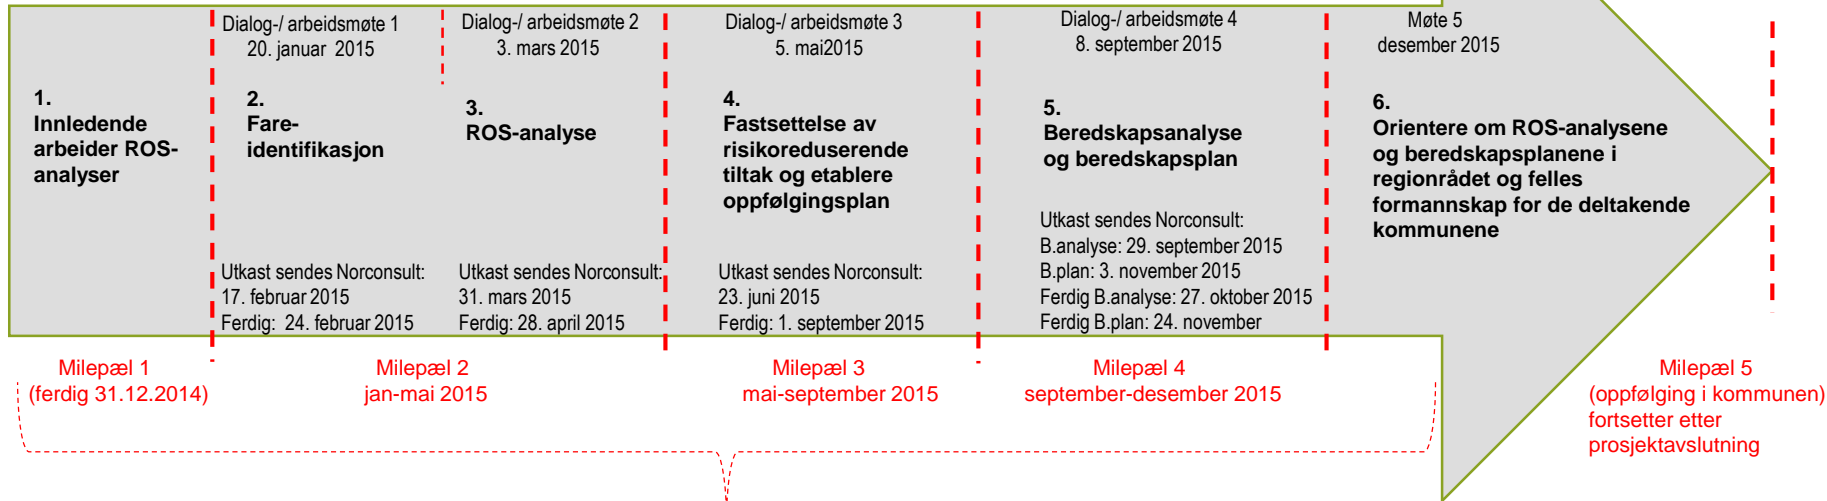 Dialog-/ arbeidsmøte 1
20. januar 2015
Dialog-/ arbeidsmøte 2
3. mars 2015
Dialog-/ arbeidsmøte 3
5. mai2015
Dialog-/ arbeidsmøte 4
8. september 2015
Møte 5
desember 2015
1.
Innledende
arbeider ROS-
analyser
2.
Fare-
identifikasjon
3.
ROS-analyse
4.
Fastsettelse av
risikoreduserende
tiltak og etablere
oppfølgingsplan
5.
Beredskapsanalyse
og beredskapsplan
6.
Orientere om ROS-analysene
og beredskapsplanene i
regionrådet og felles
formannskap for de deltakende
kommunene
Utkast sendes Norconsult:
17. februar 2015
Ferdig: 24. februar 2015
Utkast sendes Norconsult:
31. mars 2015
Ferdig: 28. april 2015
Utkast sendes Norconsult:
23. juni 2015
Ferdig: 1. september 2015
Utkast sendes Norconsult:
B.analyse: 29. september 2015
B.plan: 3. november 2015
Ferdig B.analyse: 27. oktober 2015
Ferdig B.plan: 24. november
Milepæl 1
(ferdig 31.12.2014)
Milepæl 2
jan-mai 2015
Milepæl 3
mai-september 2015
Milepæl 4
september-desember 2015
Milepæl 5
(oppfølging i kommunen)
fortsetter etter
prosjektavslutning